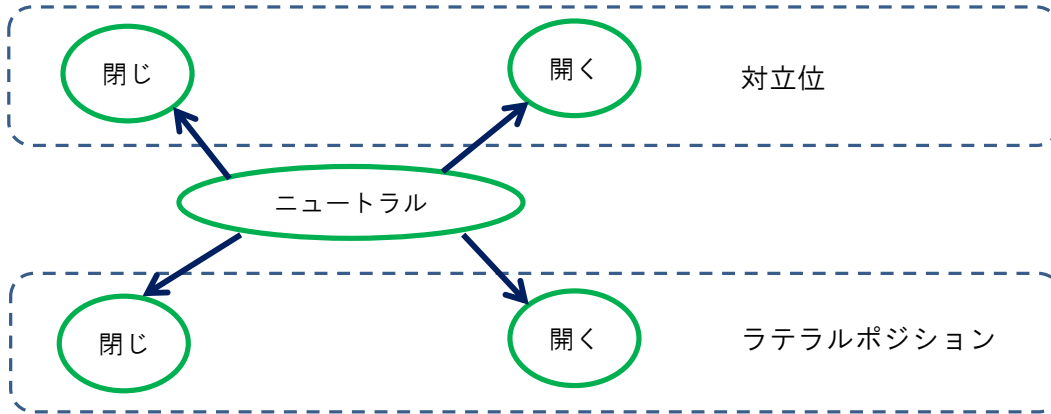 閉じ
開く
対立位
ニュートラル
閉じ
開く
ラテラルポジション